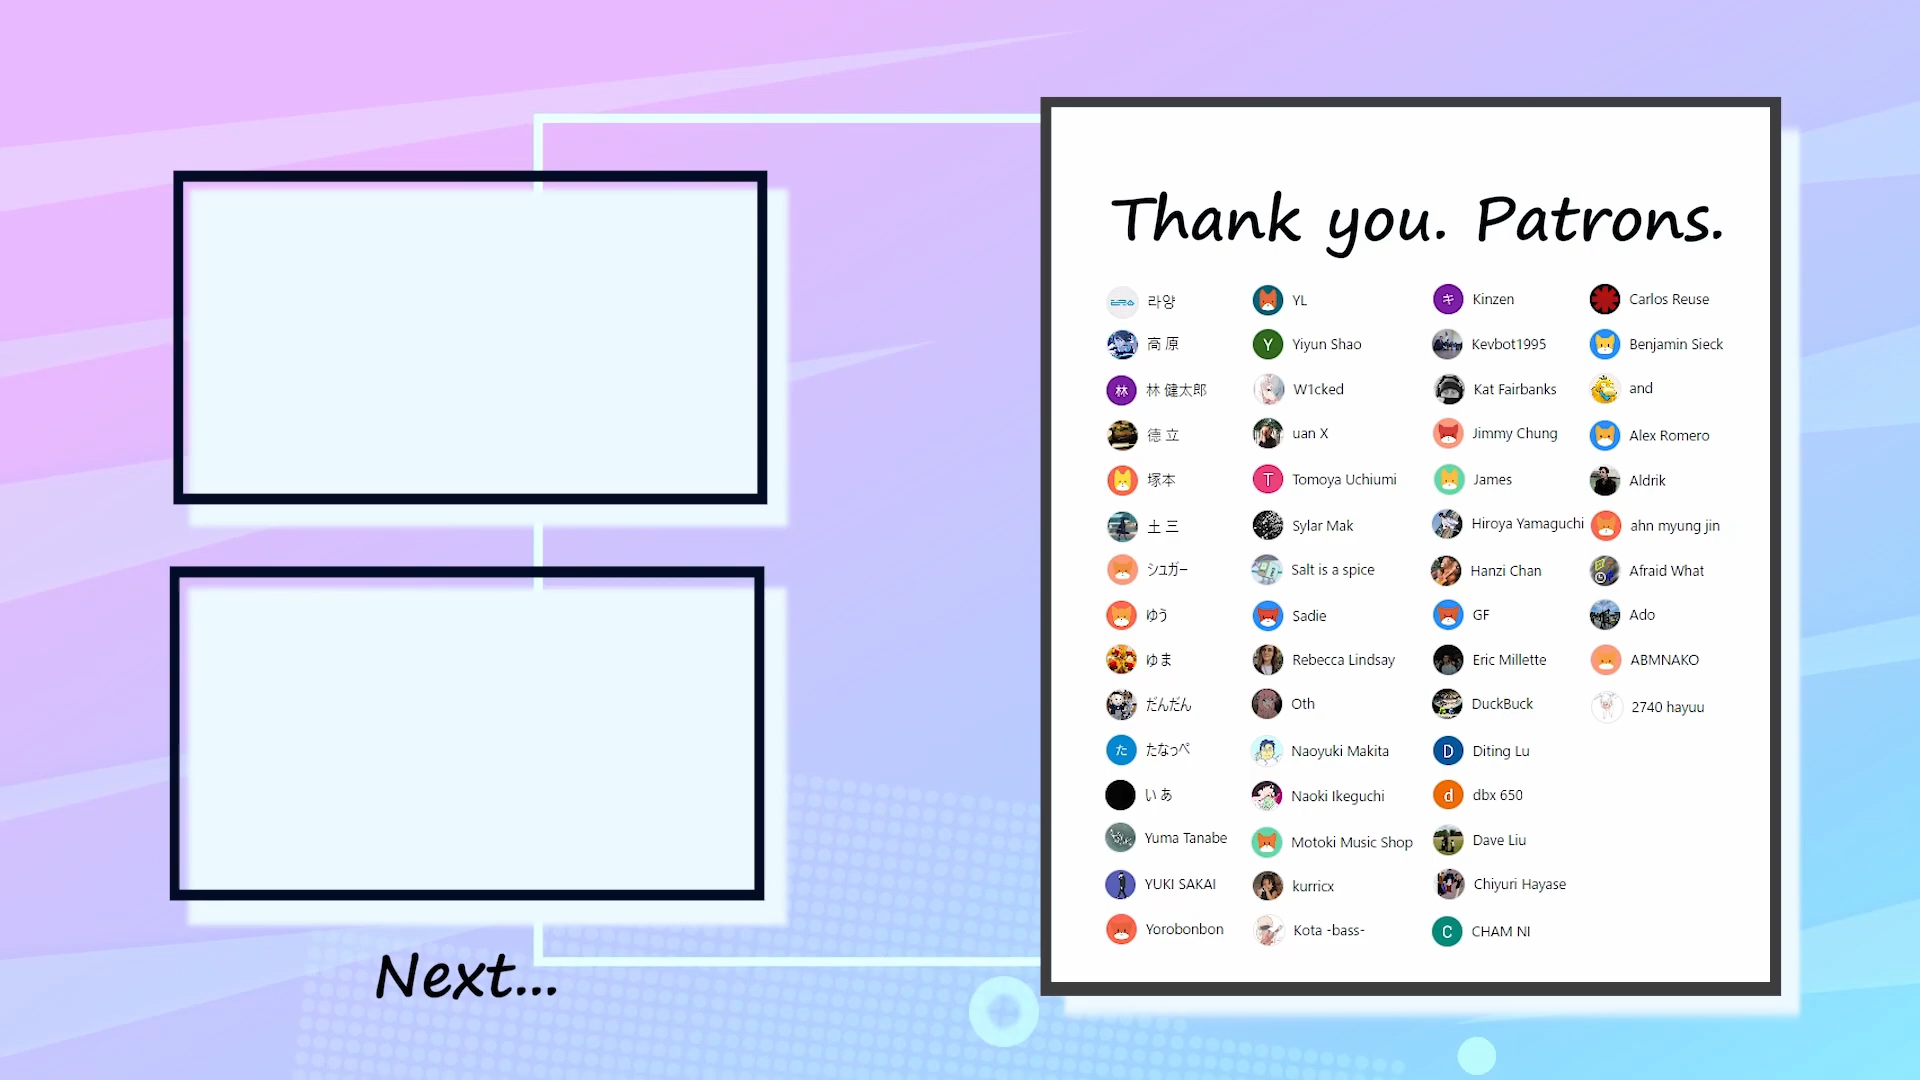 Thank you. Patrons.
라양
高 原
林 林 健太郎
德 立
塚本
土 三
シュガー
ゆう
ゆま
だんだん
た たなっぺ
い あ
Yuma Tanabe
YUKI SAKAI
Yorobonbon
YL
Y Yiyun Shao
W1cked
uan X
T Tomoya Uchiumi
Sylar Mak
Salt is a spice
Sadie
Rebecca Lindsay
Oth
Naoyuki Makita
Naoki Ikeguchi
Motoki Music Shop
kurricx
Kota -bass-
キ Kinzen
Kevbot1995
Kat Fairbanks
Jimmy Chung
James
Hiroya Yamaguchi
Hanzi Chan
GF
Eric Millette
DuckBuck
D Diting Lu
d dbx 650
Dave Liu
Chiyuri Hayase
C CHAM NI
Carlos Reuse
Benjamin Sieck
and
Alex Romero
Aldrik
ahn myung jin
Afraid What
Ado
ABMNAKO
2740 hayuu
Next...